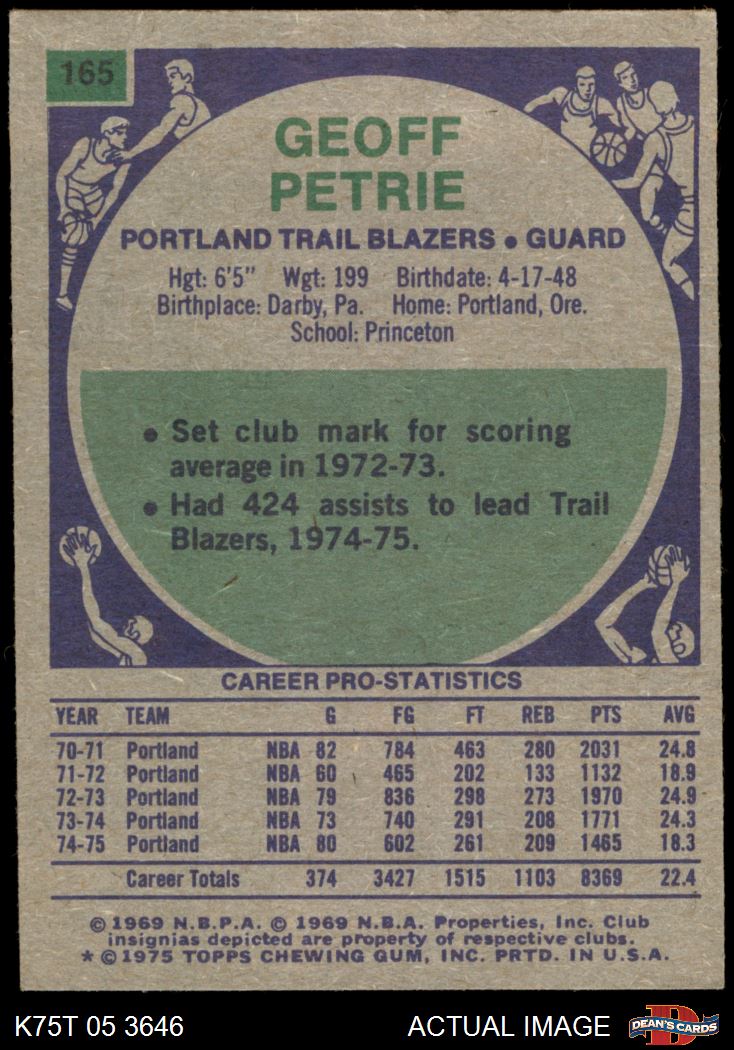 165
GEOFF
PETRIE
PORTLAND TRAIL BLAZERS • GUARD
Hgt: 6'5" Wgt: 199 Birthdate: 4-17-48
Birthplace: Darby, Pa. Home: Portland, Ore.
School: Princeton
• Set club mark for scoring
average in 1972-73.
• Had 424 assists to lead Trail
Blazers, 1974-75.
CAREER PRO-STATISTICS
YEAR TEAM G FG FT REB PTS AVG
70-71 Portland NBA 82 784 463 280 2031 24.8
71-72 Portland NBA 60 465 202 133 1132 18.9
72-73 Portland NBA 79 836 298 273 1970 24.9
73-74 Portland NBA 73 740 291 208 1771 24.3
74-75 Portland NBA 80 602 261 209 1465 18.3
Career Totals 374 3427 1515 1103 8369 22.4
© 1969 N.B.P.A. © 1969 N.B.A. Properties, Inc. Club
insignias depicted are property of respective clubs.
* © 1975 TOPPS CHEWING GUM, INC. PRTD. IN U.S.A.
K75T 05 3646 ACTUAL IMAGE
D
DEAN'S CARDS